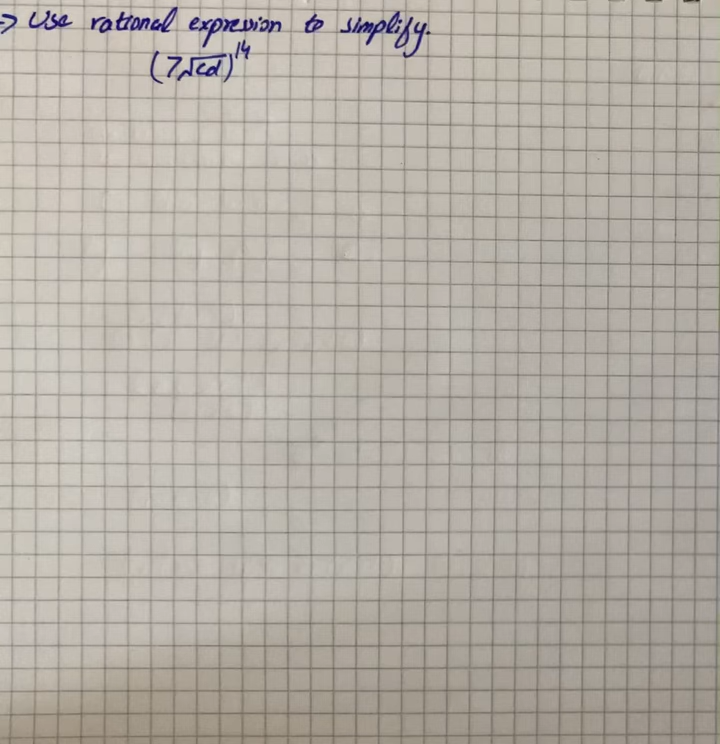 -> Use rational expression to simplify.
(7√cd)^14